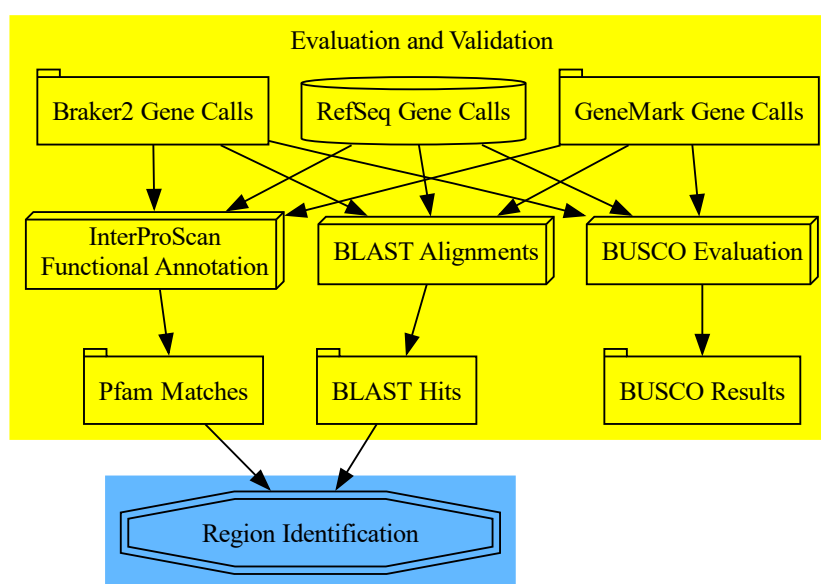 Evaluation and Validation
Braker2 Gene Calls
RefSeq Gene Calls
GeneMark Gene Calls
InterProScan
Functional Annotation
BLAST Alignments
BUSCO Evaluation
Pfam Matches
BLAST Hits
BUSCO Results
Region Identification